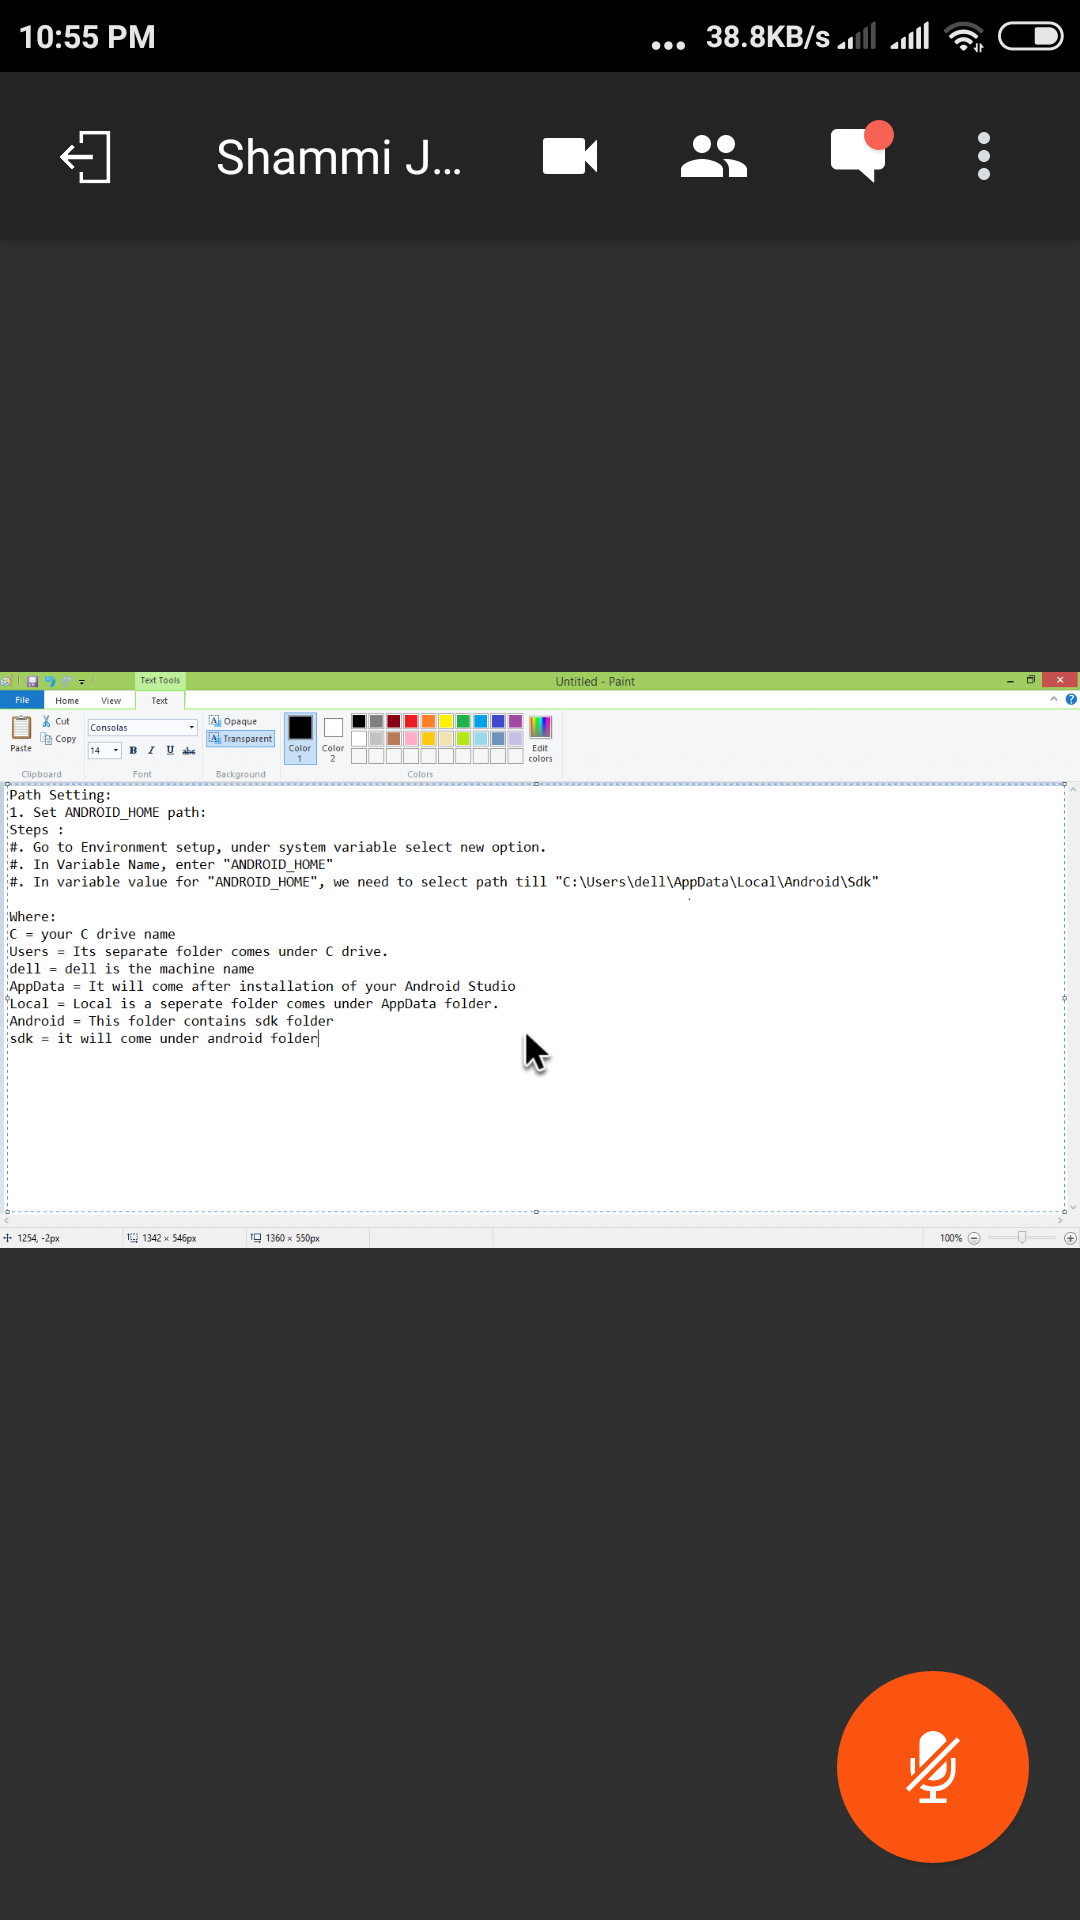 10:55 PM
... 38.8KB/s
Shammi J...
Text Tools
Untitled - Paint
File Home View Text
Paste
Cut
Copy
Clipboard
Consolas
14
B I U abc
Font
Opaque
Transparent
Background
Color 1
Color 2
Edit colors
Colors
Path Setting:
1. Set ANDROID_HOME path:
Steps :
#. Go to Environment setup, under system variable select new option.
#. In Variable Name, enter "ANDROID_HOME"
#. In variable value for "ANDROID_HOME", we need to select path till "C:\Users\dell\AppData\Local\Android\Sdk"
Where:
C = your C drive name
Users = Its separate folder comes under C drive.
dell = dell is the machine name
AppData = It will come after installation of your Android Studio
Local = Local is a seperate folder comes under AppData folder.
Android = This folder contains sdk folder
sdk = it will come under android folder
1254, -2px
1342 × 546px
1360 × 550px
100%